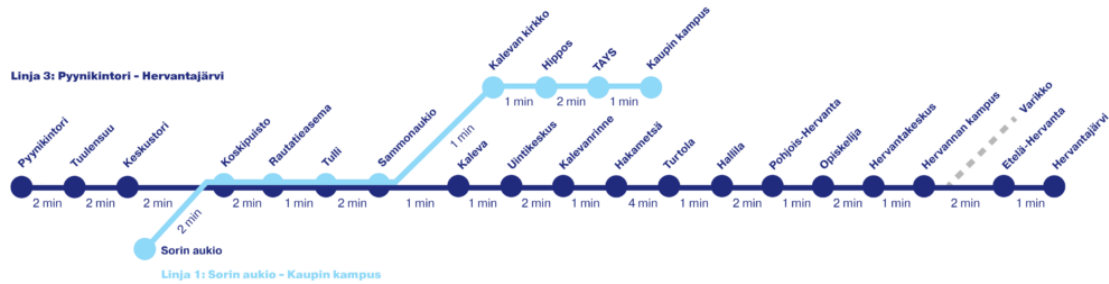 Linja 3: Pyynikintori – Hervantajärvi
Pyynikintori
Tuulensuu
Keskustori
Koskipuisto
Rautatieasema
Tulli
Sammonaukio
Kalevan kirkko
Hippos
TAYS
Kaupin kampus
1 min
2 min
1 min
1 min
Kaleva
Uintikeskus
Kalevanrinne
Hakametsä
Turtola
Hallila
Pohjois-Hervanta
Opiskelija
Hervantakeskus
Hervannan kampus
Varikko
Etelä-Hervanta
Hervantajärvi
2 min
2 min
2 min
2 min
1 min
2 min
1 min
1 min
2 min
1 min
4 min
1 min
2 min
1 min
2 min
1 min
2 min
1 min
2 min
Sorin aukio
Linja 1: Sorin aukio – Kaupin kampus